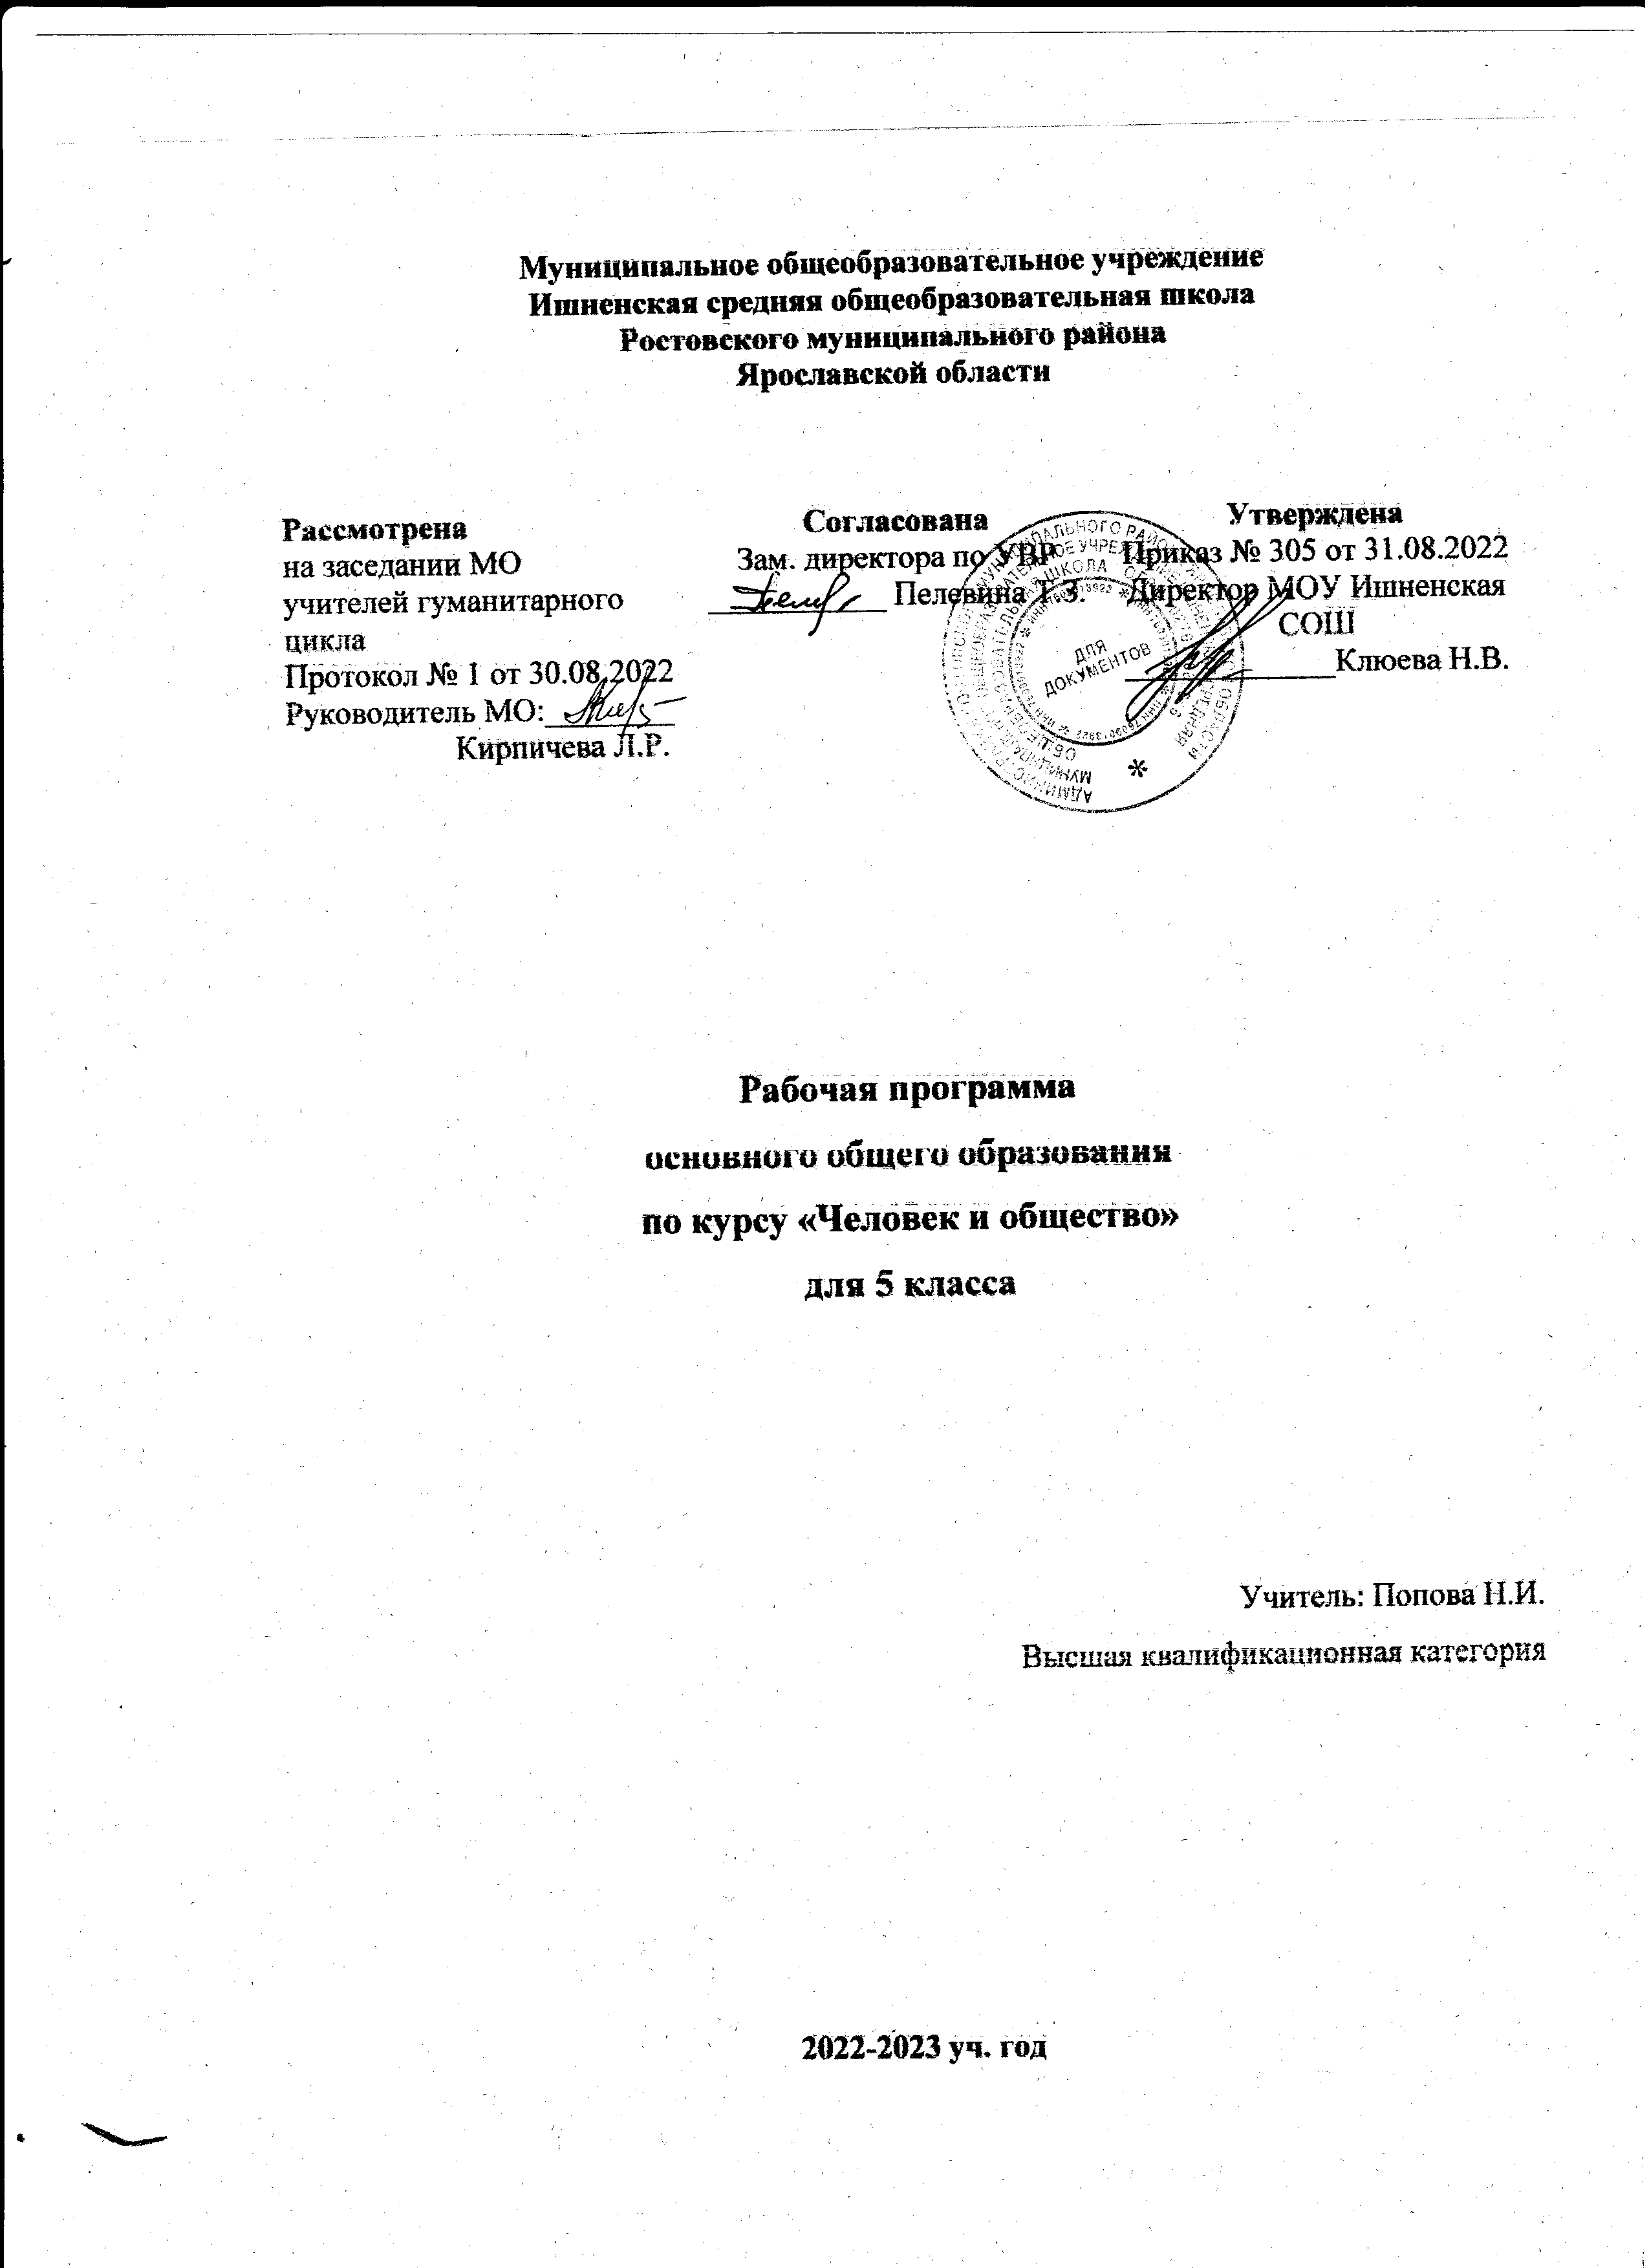 Муниципальное общеобразовательное учреждение
Ишненская средняя общеобразовательная школа
Ростовского муниципального района
Ярославской области
Рассмотрена
на заседании МО
учителей гуманитарного
цикла
Протокол № 1 от 30.08.2022
Руководитель МО:
Кирпичева Л.Р.
Согласована
Зам. директора по УВР
Пелевина Т.З.
Утверждена
Приказ № 305 от 31.08.2022
Директор МОУ Ишненская
СОШ
Клюева Н.В.
ДЛЯ
ДОКУМЕНТОВ
Рабочая программа
основного общего образования
по курсу «Человек и общество»
для 5 класса
Учитель: Попова Н.И.
Высшая квалификационная категория
2022-2023 уч. год